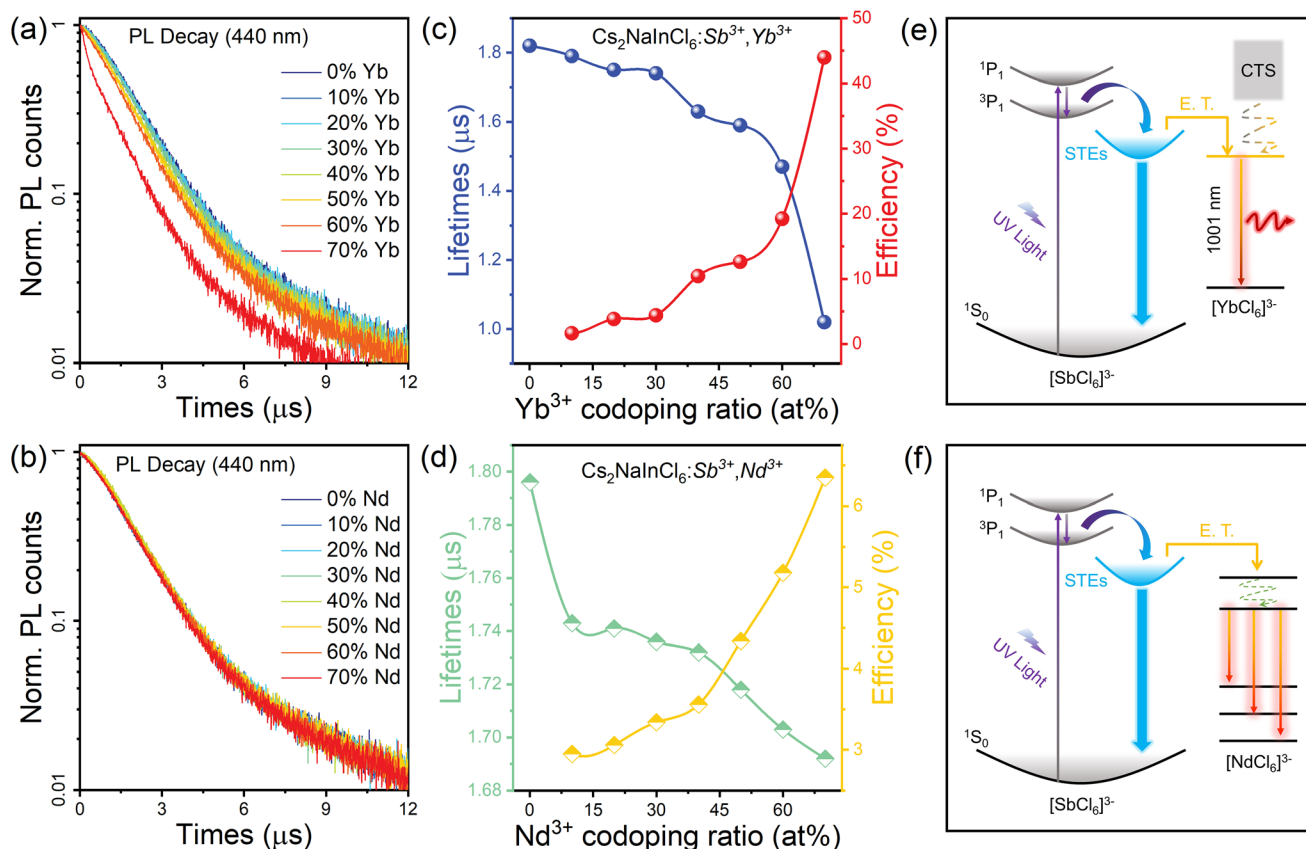 (a)
PL Decay (440 nm)
0% Yb
10% Yb
20% Yb
30% Yb
40% Yb
50% Yb
60% Yb
70% Yb
Norm. PL counts
1
0.1
0.01
0 3 6 9 12
Times (μs)
(c)
Cs₂NaInCl₆:Sb³⁺,Yb³⁺
Lifetimes (μs)
1.8
1.6
1.4
1.2
1.0
Efficiency (%)
50
40
30
20
10
0
0 15 30 45 60
Yb³⁺ codoping ratio (at%)
(e)
¹P₁
³P₁
STEs
E. T.
CTS
UV Light
1001 nm
¹S₀
[YbCl₆]³⁻
[SbCl₆]³⁻
(b)
PL Decay (440 nm)
0% Nd
10% Nd
20% Nd
30% Nd
40% Nd
50% Nd
60% Nd
70% Nd
Norm. PL counts
1
0.1
0.01
0 3 6 9 12
Times (μs)
(d)
Cs₂NaInCl₆:Sb³⁺,Nd³⁺
Lifetimes (μs)
1.80
1.78
1.76
1.74
1.72
1.70
1.68
Efficiency (%)
6
5
4
3
0 15 30 45 60
Nd³⁺ codoping ratio (at%)
(f)
¹P₁
³P₁
STEs
E. T.
UV Light
¹S₀
[NdCl₆]³⁻
[SbCl₆]³⁻